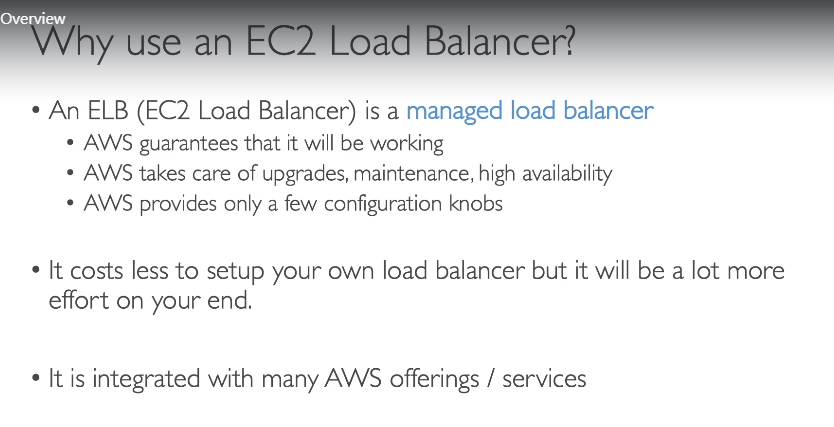 Overview
Why use an EC2 Load Balancer?
• An ELB (EC2 Load Balancer) is a managed load balancer
• AWS guarantees that it will be working
• AWS takes care of upgrades, maintenance, high availability
• AWS provides only a few configuration knobs
• It costs less to setup your own load balancer but it will be a lot more
effort on your end.
• It is integrated with many AWS offerings / services